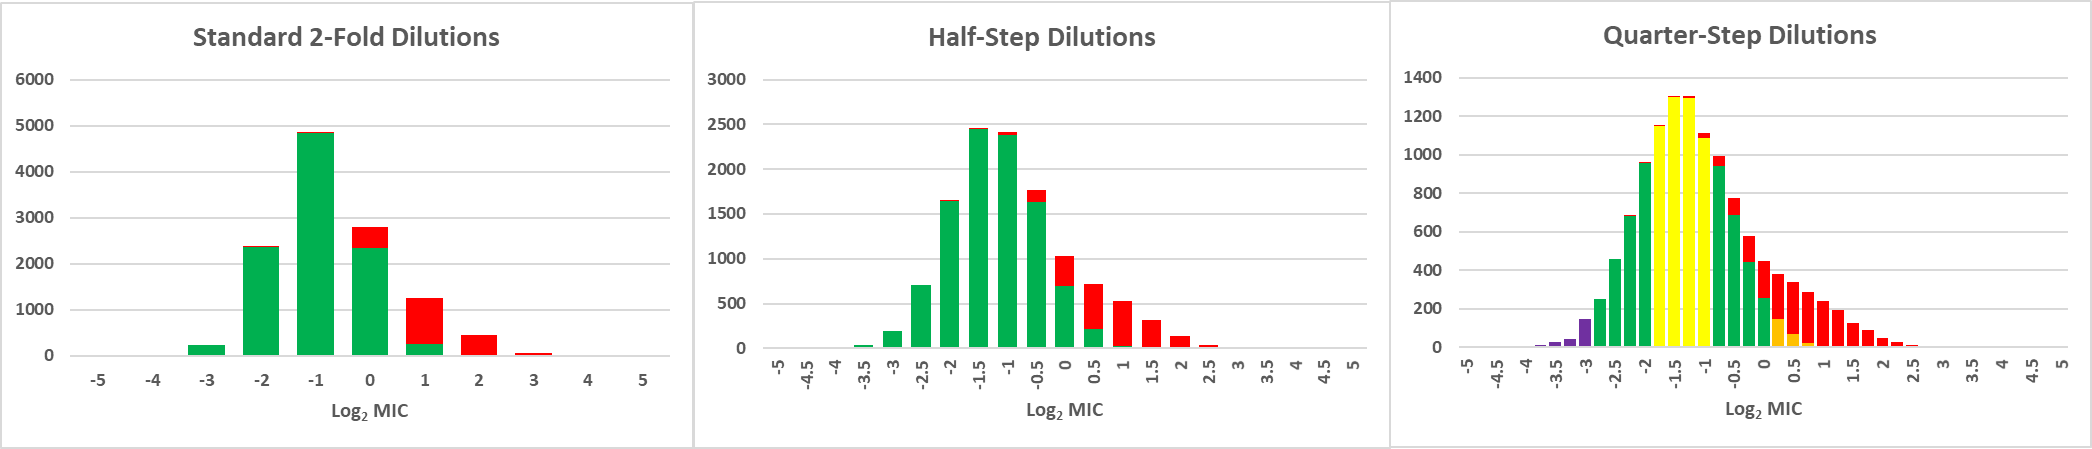 Standard 2-Fold Dilutions
6000
5000
4000
3000
2000
1000
0
-5 -4 -3 -2 -1 0 1 2 3 4 5
Log2 MIC
Half-Step Dilutions
3000
2500
2000
1500
1000
500
0
-5 -4.5 -4 -3.5 -3 -2.5 -2 -1.5 -1 -0.5 0 0.5 1 1.5 2 2.5 3 3.5 4 4.5 5
Log2 MIC
Quarter-Step Dilutions
1400
1200
1000
800
600
400
200
0
-5 -4.5 -4 -3.5 -3 -2.5 -2 -1.5 -1 -0.5 0 0.5 1 1.5 2 2.5 3 3.5 4 4.5 5
Log2 MIC